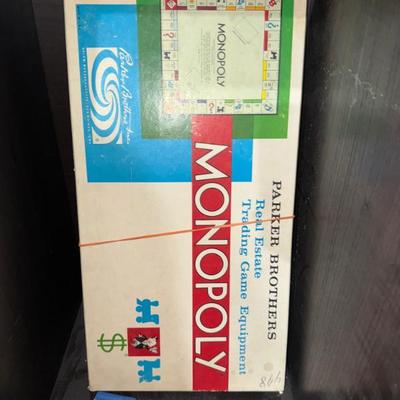 PARKER BROTHERS
Real Estate
Trading Game Equipment
MONOPOLY
MONOPOLY
Parker Brothers Inc.
$